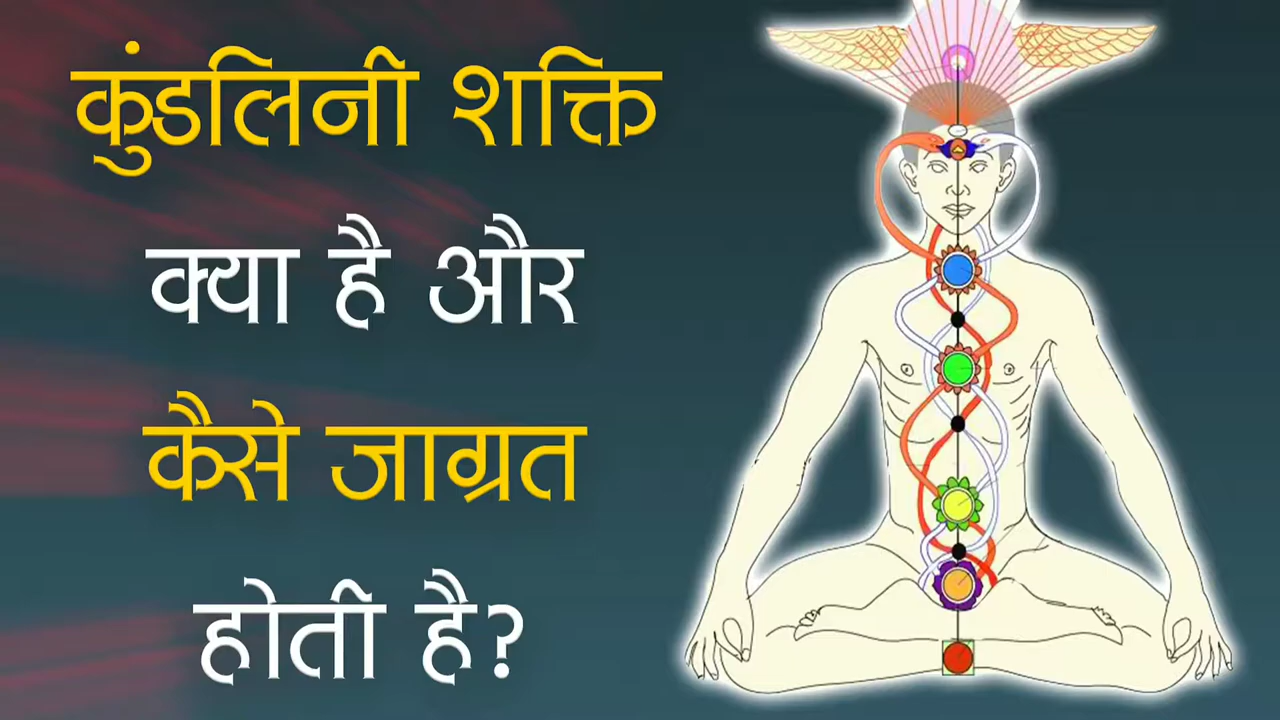 कुंडलिनी शक्ति
क्या है और
कैसे जाग्रत
होती है?